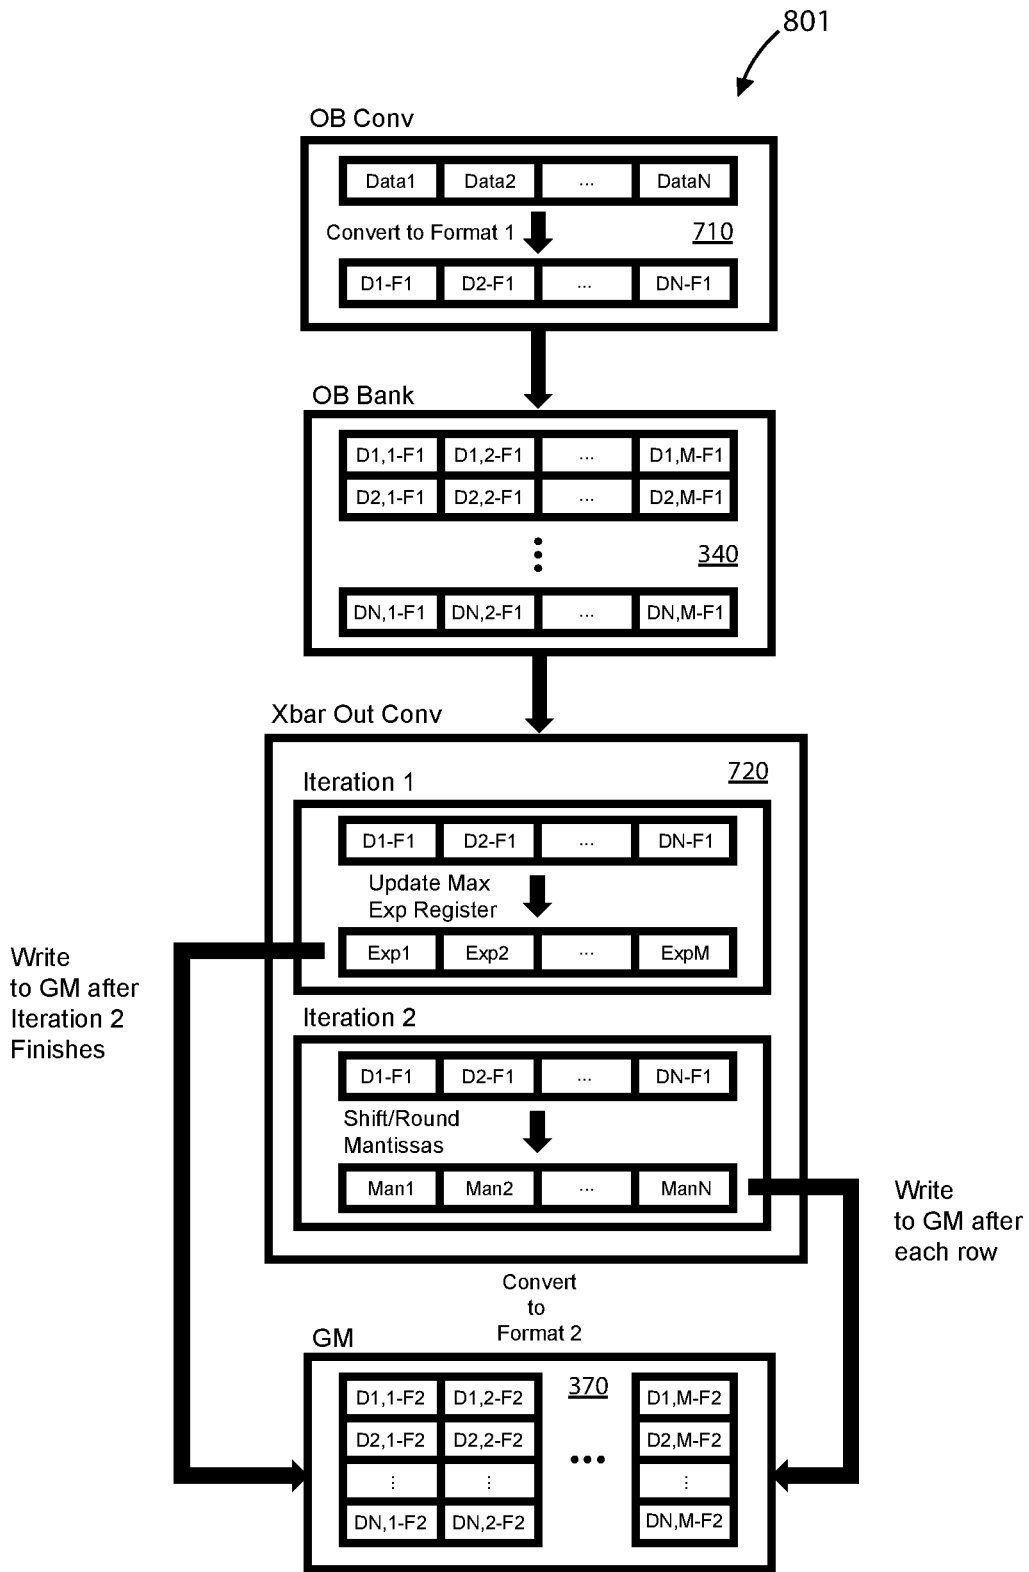 801
OB Conv
Data1 Data2 ... DataN
Convert to Format 1
710
D1-F1 D2-F1 ... DN-F1
OB Bank
D1,1-F1 D1,2-F1 ... D1,M-F1
D2,1-F1 D2,2-F1 ... D2,M-F1
340
DN,1-F1 DN,2-F1 ... DN,M-F1
Xbar Out Conv
720
Iteration 1
D1-F1 D2-F1 ... DN-F1
Update Max
Exp Register
Exp1 Exp2 ... ExpM
Write
to GM after
Iteration 2
Finishes
Iteration 2
D1-F1 D2-F1 ... DN-F1
Shift/Round
Mantissas
Man1 Man2 ... ManN
Write
to GM after
each row
Convert
to
Format 2
GM
370
D1,1-F2 D1,2-F2 D1,M-F2
D2,1-F2 D2,2-F2 ... D2,M-F2
⋮ ⋮ ⋮
DN,1-F2 DN,2-F2 DN,M-F2